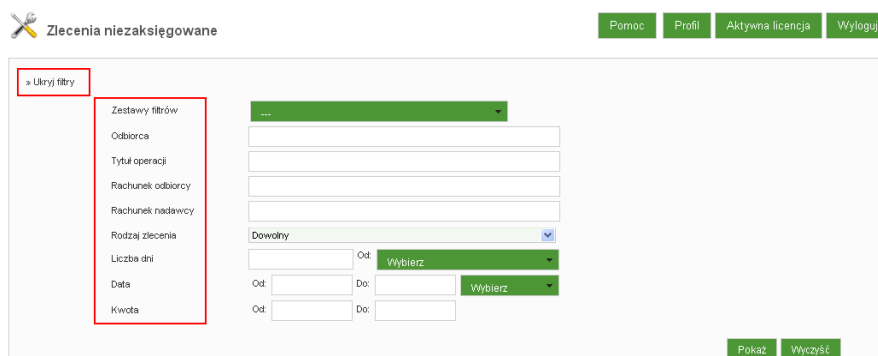 Zlecenia niezaksięgowane
Pomoc Profil Aktywna licencja Wyloguj
» Ukryj filtry
Zestawy filtrów ---
Odbiorca
Tytuł operacji
Rachunek odbiorcy
Rachunek nadawcy
Rodzaj zlecenia Dowolny
Liczba dni Od: Wybierz
Data Od: Do: Wybierz
Kwota Od: Do:
Pokaż Wyczyść